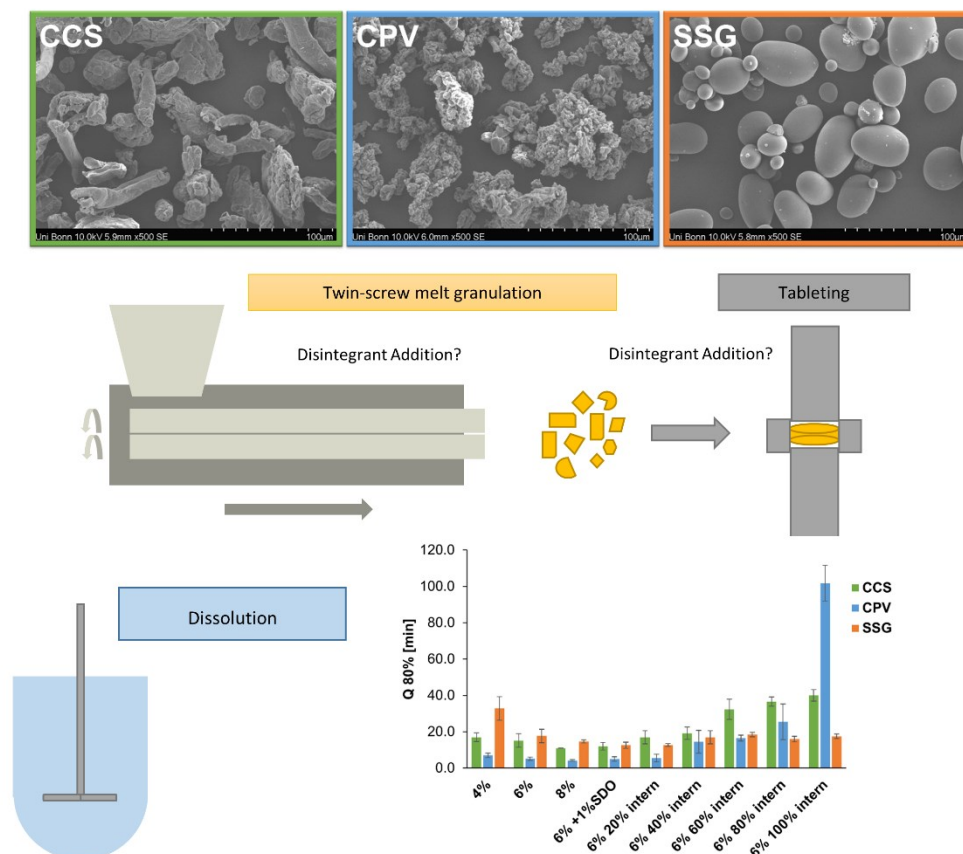 CCS
CPV
SSG
Uni Bonn 10.0kV 5.9mm x500 SE
100µm
Uni Bonn 10.0kV 6.0mm x500 SE
100µm
Uni Bonn 10.0kV 5.8mm x500 SE
100µm
Twin-screw melt granulation
Tableting
Disintegrant Addition?
Disintegrant Addition?
Dissolution
Q 80% [min]
120.0
100.0
80.0
60.0
40.0
20.0
0.0
CCS
CPV
SSG
4%
6%
8%
6% +1%SDO
6% 20% intern
6% 40% intern
6% 60% intern
6% 80% intern
6% 100% intern